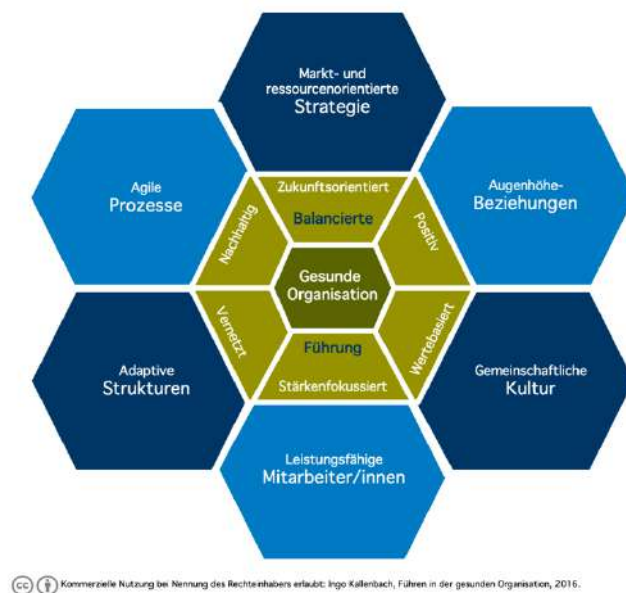 Markt- und
ressourcenorientierte
Strategie
Agile
Prozesse
Augenhöhe-
Beziehungen
Zukunftsorientiert
Balancierte
Nachhaltig
Positiv
Gesunde
Organisation
Vernetzt
Wertebasiert
Führung
Stärkenfokussiert
Adaptive
Strukturen
Gemeinschaftliche
Kultur
Leistungsfähige
Mitarbeiter/innen
cc Kommerzielle Nutzung bei Nennung des Rechteinhabers erlaubt: Ingo Kallenbach, Führen in der gesunden Organisation, 2016.